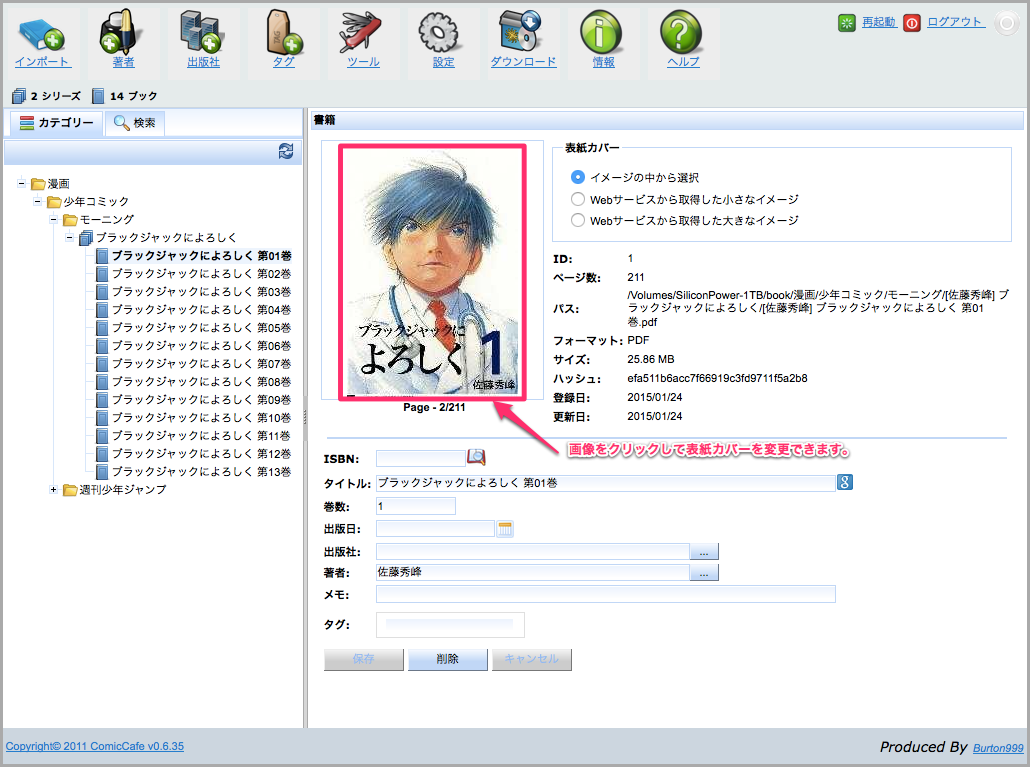 インポート 著者 出版社 タグ ツール 設定 ダウンロード 情報 ヘルプ 再起動 ログアウト
TAG
2 シリーズ 14 ブック
カテゴリー 検索
漫画
少年コミック
モーニング
ブラックジャックによろしく
ブラックジャックによろしく 第01巻
ブラックジャックによろしく 第02巻
ブラックジャックによろしく 第03巻
ブラックジャックによろしく 第04巻
ブラックジャックによろしく 第05巻
ブラックジャックによろしく 第06巻
ブラックジャックによろしく 第07巻
ブラックジャックによろしく 第08巻
ブラックジャックによろしく 第09巻
ブラックジャックによろしく 第10巻
ブラックジャックによろしく 第11巻
ブラックジャックによろしく 第12巻
ブラックジャックによろしく 第13巻
週刊少年ジャンプ
書籍
ブラックジャックに
よろしく 1
佐藤秀峰
Page - 2/211
表紙カバー
イメージの中から選択
Webサービスから取得した小さなイメージ
Webサービスから取得した大きなイメージ
ID: 1
ページ数: 211
パス: /Volumes/SiliconPower-1TB/book/漫画/少年コミック/モーニング/[佐藤秀峰] ブ
ラックジャックによろしく/[佐藤秀峰] ブラックジャックによろしく 第01
巻.pdf
フォーマット: PDF
サイズ: 25.86 MB
ハッシュ: efa511b6acc7f66919c3fd9711f5a2b8
登録日: 2015/01/24
更新日: 2015/01/24
画像をクリックして表紙カバーを変更できます。
ISBN:
タイトル: ブラックジャックによろしく 第01巻 8
巻数: 1
出版日:
出版社: ...
著者: 佐藤秀峰 ...
メモ:
タグ:
保存 削除 キャンセル
Copyright© 2011 ComicCafe v0.6.35
Produced By Burton999